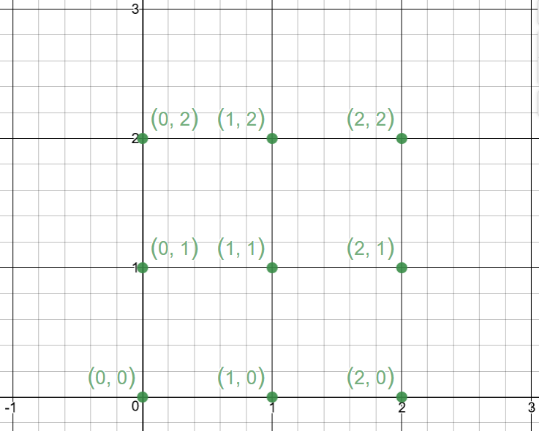 3
(0, 2) (1, 2) (2, 2)
2
(0, 1) (1, 1) (2, 1)
1
(0, 0) (1, 0) (2, 0)
-1 0 1 2 3